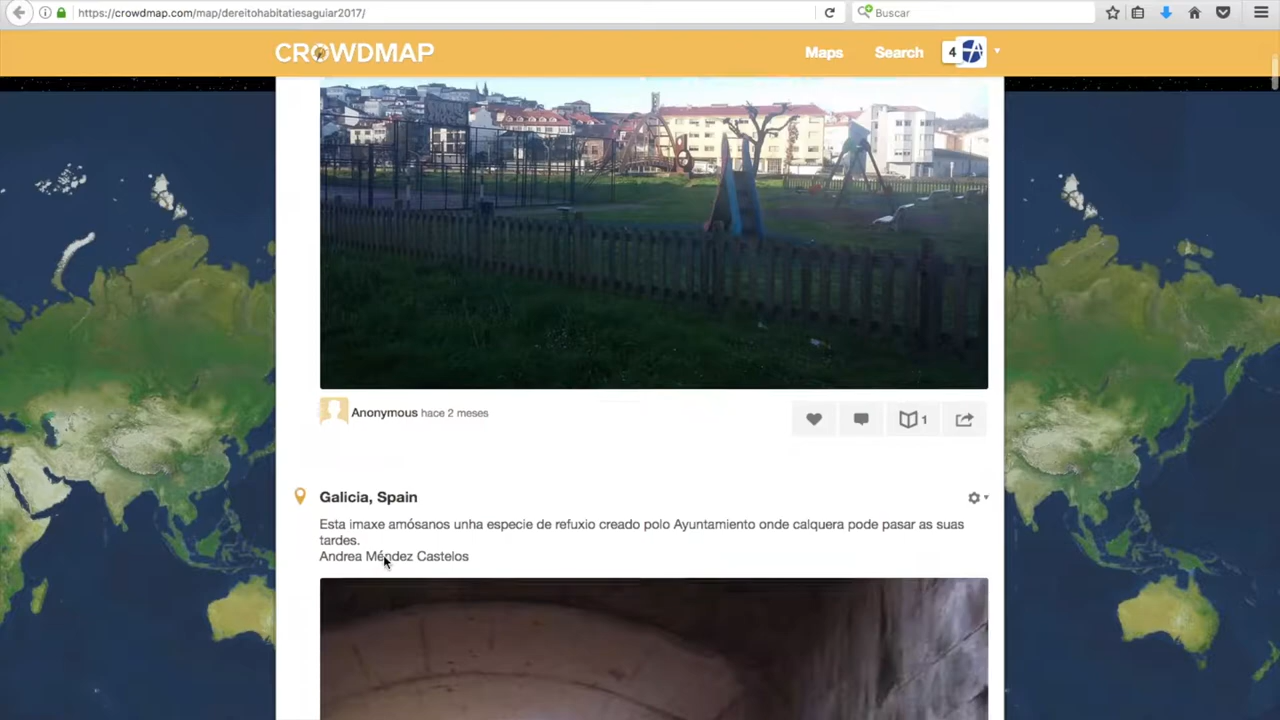 https://crowdmap.com/map/dereitohabitatiesaguiar2017/
Buscar
CROWDMAP
Maps
Search
4
Anonymous hace 2 meses
1
Galicia, Spain
Esta imaxe amósanos unha especie de refuxio creado polo Ayuntamiento onde calquera pode pasar as suas
tardes.
Andrea Méndez Castelos